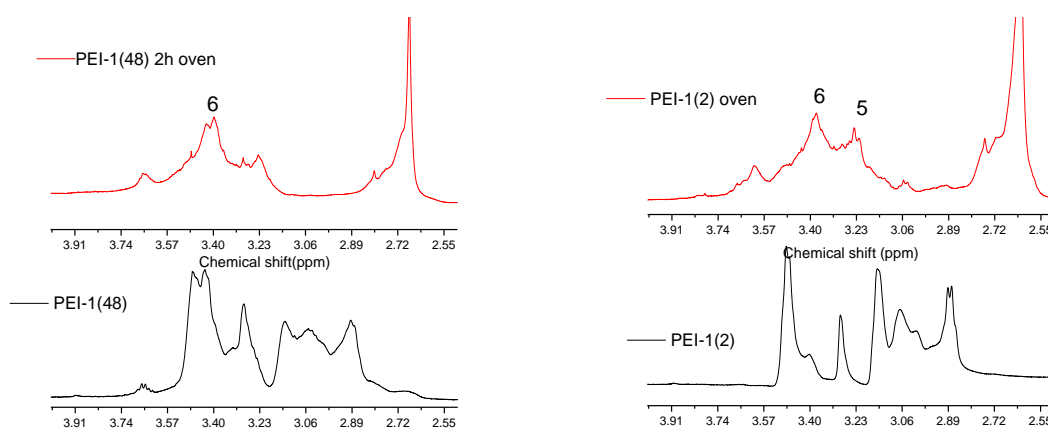 PEI-1(48) 2h oven
6
3.91 3.74 3.57 3.40 3.23 3.06 2.89 2.72 2.55
Chemical shift(ppm)
PEI-1(48)
3.91 3.74 3.57 3.40 3.23 3.06 2.89 2.72 2.55
PEI-1(2) oven
6
5
3.91 3.74 3.57 3.40 3.23 3.06 2.89 2.72 2.55
Chemical shift (ppm)
PEI-1(2)
3.91 3.74 3.57 3.40 3.23 3.06 2.89 2.72 2.55